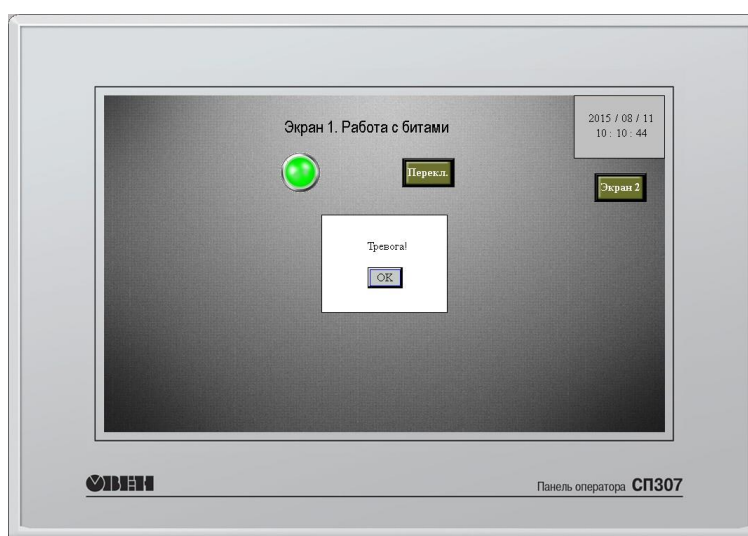 2015 / 08 / 11
10 : 10 : 44
Экран 1. Работа с битами
Перекл.
Экран 2
Тревога!
OK
ОВЕН
Панель оператора СП307